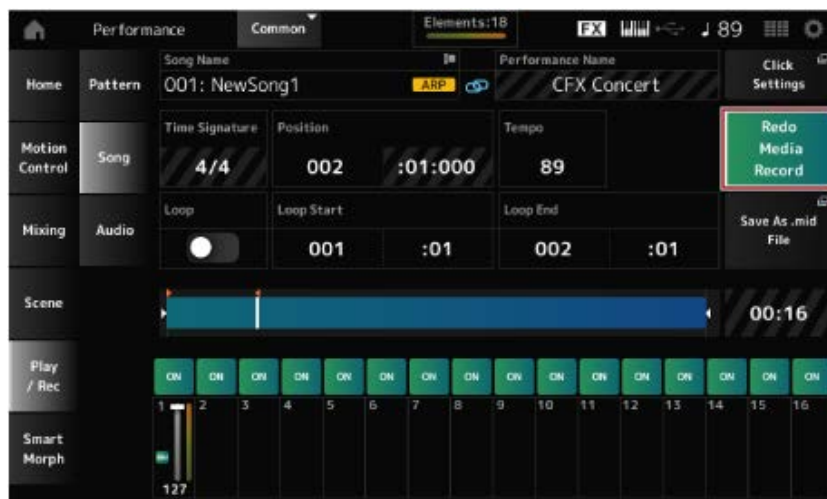 Performance
Common
Elements:18
FX
♩ 89
Home
Motion
Control
Mixing
Scene
Play
/ Rec
Smart
Morph
Pattern
Song
Audio
Song Name
001: NewSong1
ARP
Performance Name
CFX Concert
Click
Settings
Time Signature
4/4
Position
002
:01:000
Tempo
89
Redo
Media
Record
Loop
Loop Start
001
:01
Loop End
002
:01
Save As .mid
File
00:16
ON ON ON ON ON ON ON ON ON ON ON ON ON ON ON ON
1 2 3 4 5 6 7 8 9 10 11 12 13 14 15 16
127